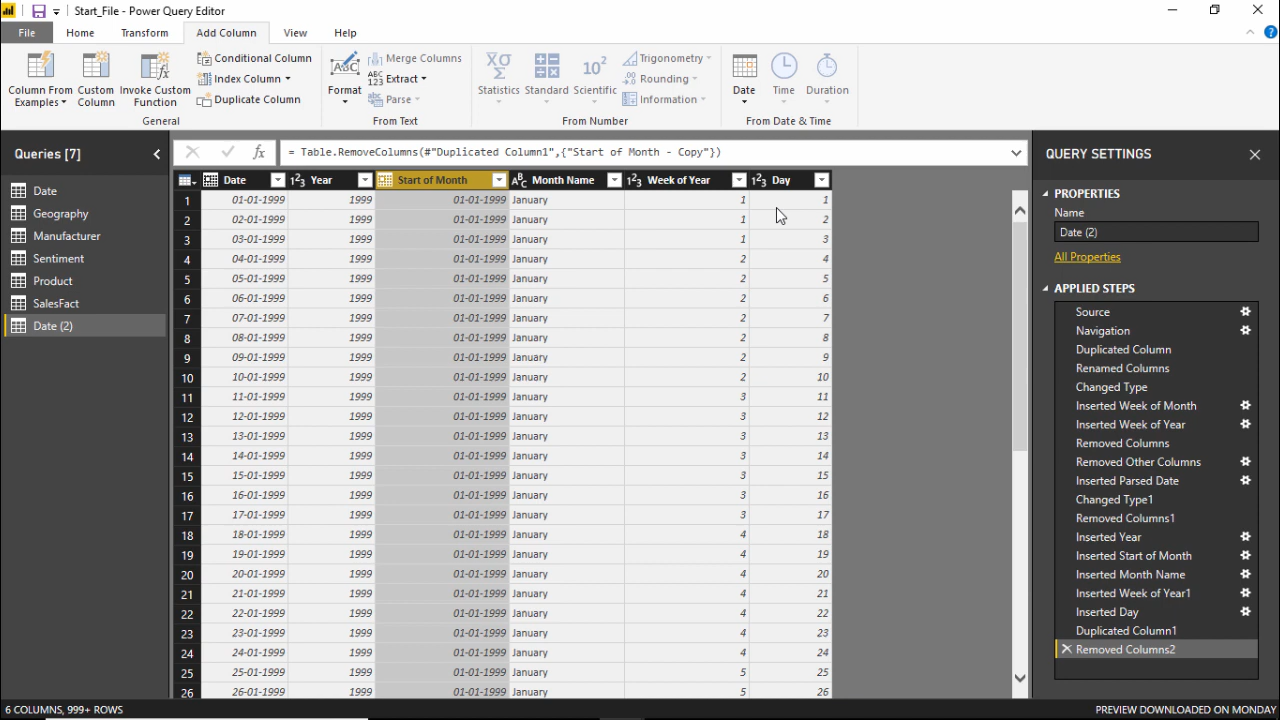 Start_File - Power Query Editor
File Home Transform Add Column View Help
Column From Examples
Custom Column
Invoke Custom Function
Conditional Column
Index Column
Duplicate Column
General
Format
Merge Columns
ABC 123 Extract
Parse
From Text
Statistics
Standard
Scientific
Trigonometry
Rounding
Information
From Number
Date
Time
Duration
From Date & Time
Queries [7]
Date
Geography
Manufacturer
Sentiment
Product
SalesFact
Date (2)
= Table.RemoveColumns(#"Duplicated Column1",{"Start of Month - Copy"})
Date Year Start of Month Month Name Week of Year Day
1 01-01-1999 1999 01-01-1999 January 1 1
2 02-01-1999 1999 01-01-1999 January 1 2
3 03-01-1999 1999 01-01-1999 January 1 3
4 04-01-1999 1999 01-01-1999 January 2 4
5 05-01-1999 1999 01-01-1999 January 2 5
6 06-01-1999 1999 01-01-1999 January 2 6
7 07-01-1999 1999 01-01-1999 January 2 7
8 08-01-1999 1999 01-01-1999 January 2 8
9 09-01-1999 1999 01-01-1999 January 2 9
10 10-01-1999 1999 01-01-1999 January 2 10
11 11-01-1999 1999 01-01-1999 January 3 11
12 12-01-1999 1999 01-01-1999 January 3 12
13 13-01-1999 1999 01-01-1999 January 3 13
14 14-01-1999 1999 01-01-1999 January 3 14
15 15-01-1999 1999 01-01-1999 January 3 15
16 16-01-1999 1999 01-01-1999 January 3 16
17 17-01-1999 1999 01-01-1999 January 3 17
18 18-01-1999 1999 01-01-1999 January 4 18
19 19-01-1999 1999 01-01-1999 January 4 19
20 20-01-1999 1999 01-01-1999 January 4 20
21 21-01-1999 1999 01-01-1999 January 4 21
22 22-01-1999 1999 01-01-1999 January 4 22
23 23-01-1999 1999 01-01-1999 January 4 23
24 24-01-1999 1999 01-01-1999 January 4 24
25 25-01-1999 1999 01-01-1999 January 5 25
26 26-01-1999 1999 01-01-1999 January 5 26
QUERY SETTINGS
PROPERTIES
Name
Date (2)
All Properties
APPLIED STEPS
Source
Navigation
Duplicated Column
Renamed Columns
Changed Type
Inserted Week of Month
Inserted Week of Year
Removed Columns
Removed Other Columns
Inserted Parsed Date
Changed Type1
Removed Columns1
Inserted Year
Inserted Start of Month
Inserted Month Name
Inserted Week of Year1
Inserted Day
Duplicated Column1
Removed Columns2
6 COLUMNS, 999+ ROWS
PREVIEW DOWNLOADED ON MONDAY